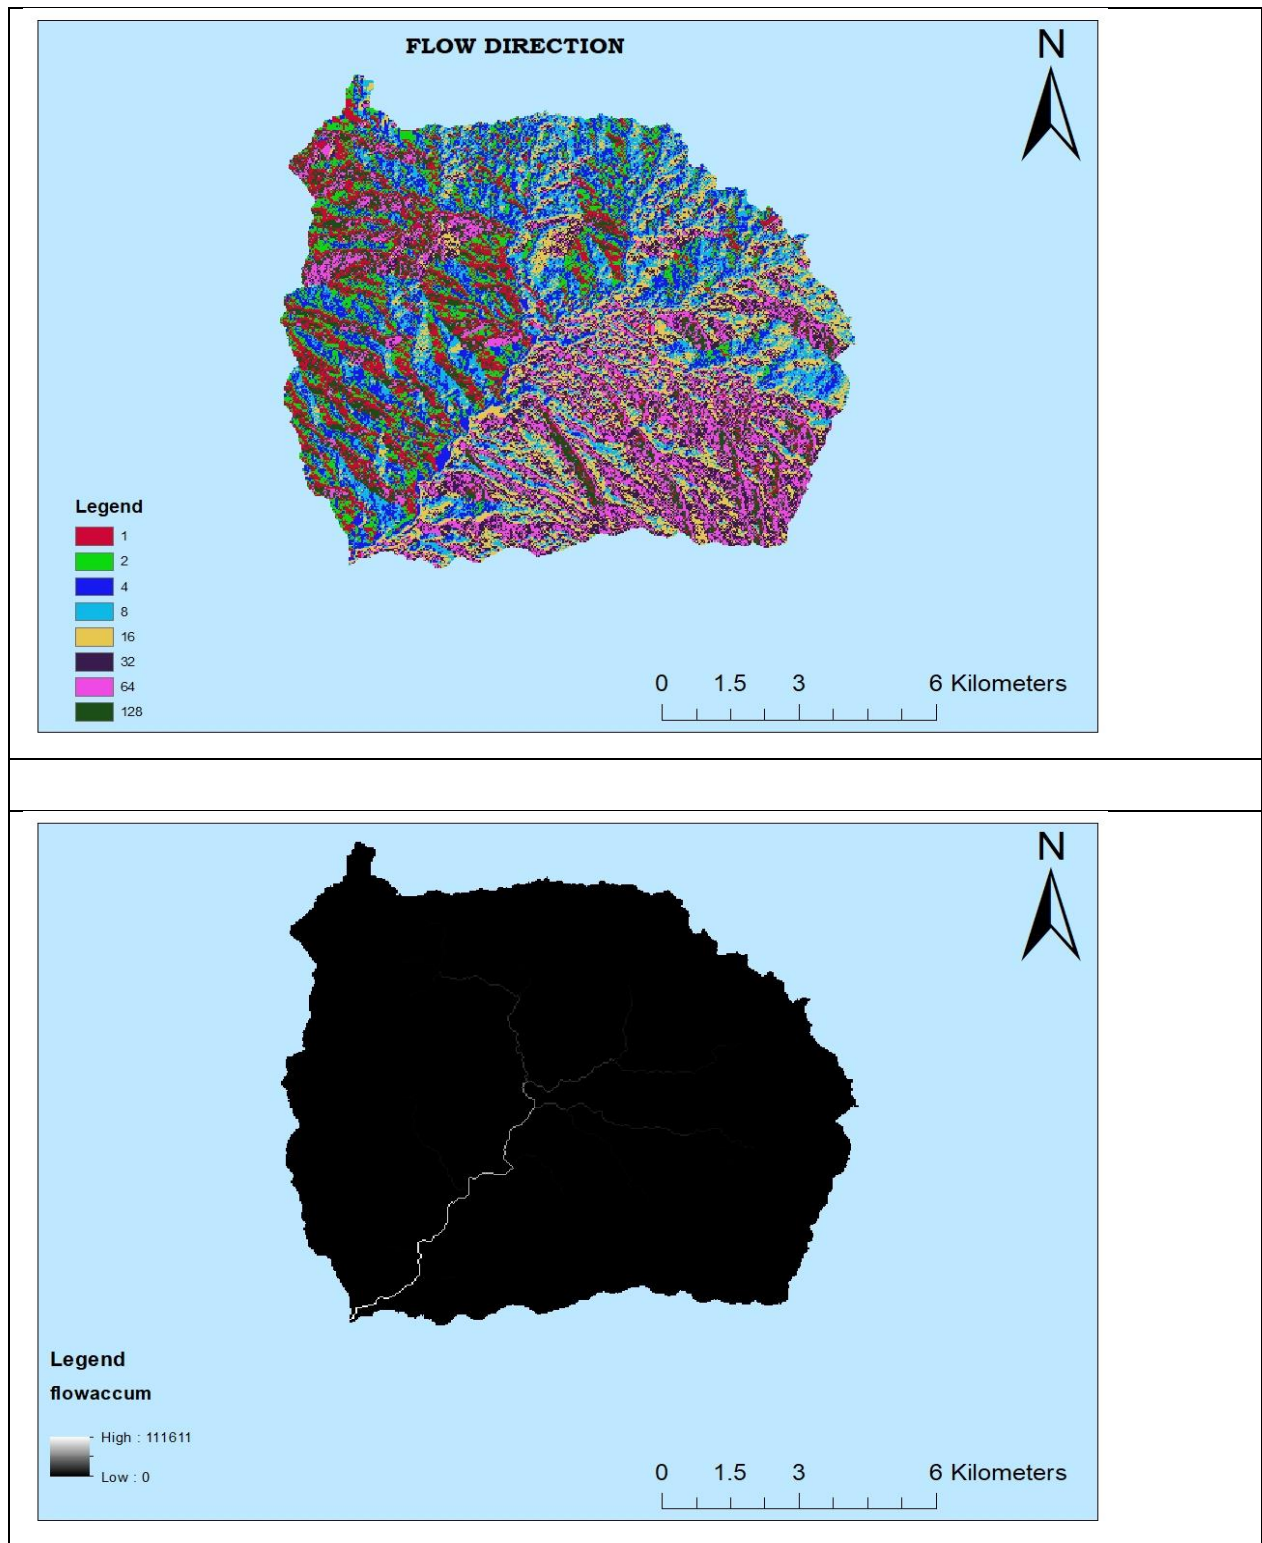 FLOW DIRECTION
N
Legend
1
2
4
8
16
32
64
128
0 1.5 3 6 Kilometers
N
Legend
flowaccum
High : 111611
Low : 0
0 1.5 3 6 Kilometers